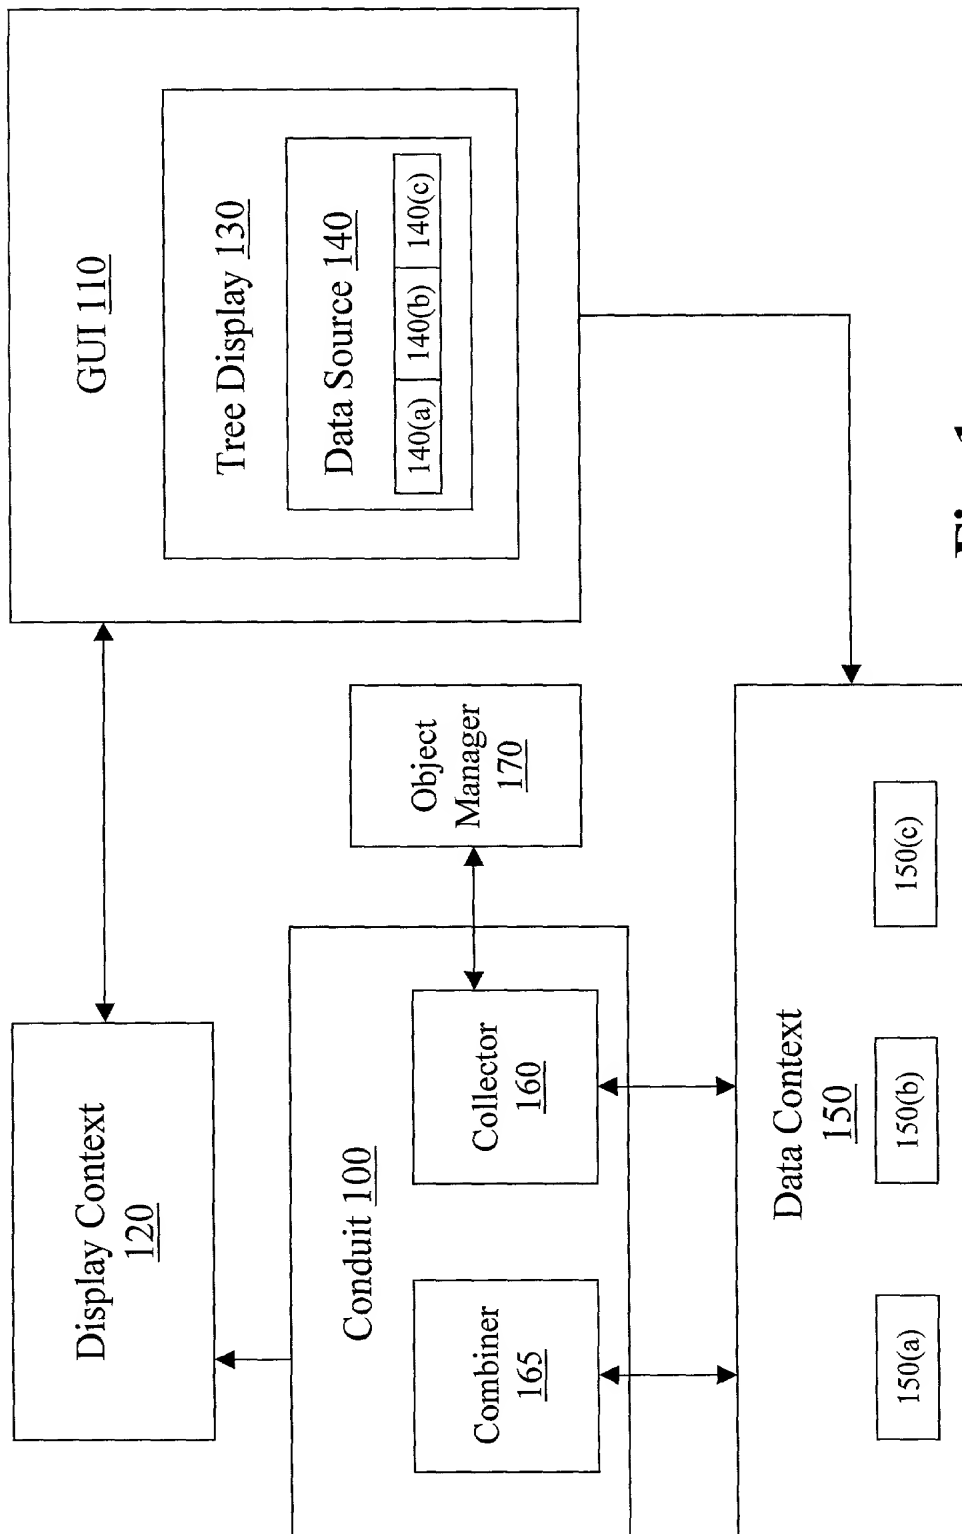 Display Context
120
GUI 110
Tree Display 130
Data Source 140
140(a) 140(b) 140(c)
Conduit 100
Combiner
165
Collector
160
Object
Manager
170
Data Context
150
150(a) 150(b) 150(c)